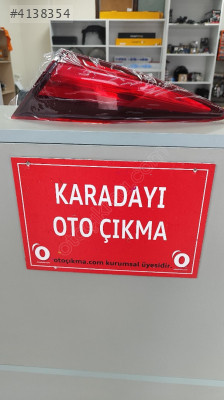 #4138354
KARADAYI
OTO ÇIKMA
otoçıkma.com kurumsal üyesidir.